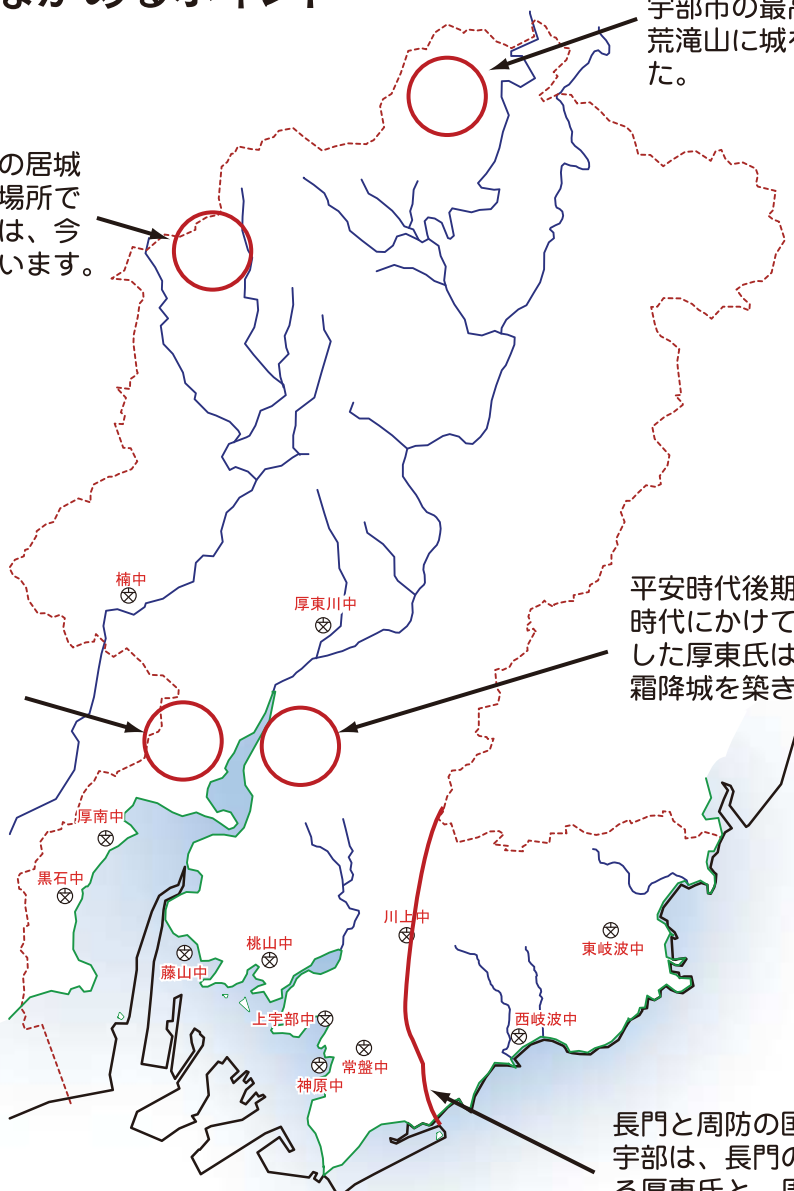 宇部市の最高
荒滝山に城を
た。
の居城
場所で
は、今
います。
楠中
厚東川中
平安時代後期
時代にかけて
した厚東氏は
霜降城を築き
厚南中
黒石中
藤山中
桃山中
川上中
東岐波中
上宇部中
常盤中
神原中
西岐波中
長門と周防の国
宇部は、長門の
る厚東氏と、周